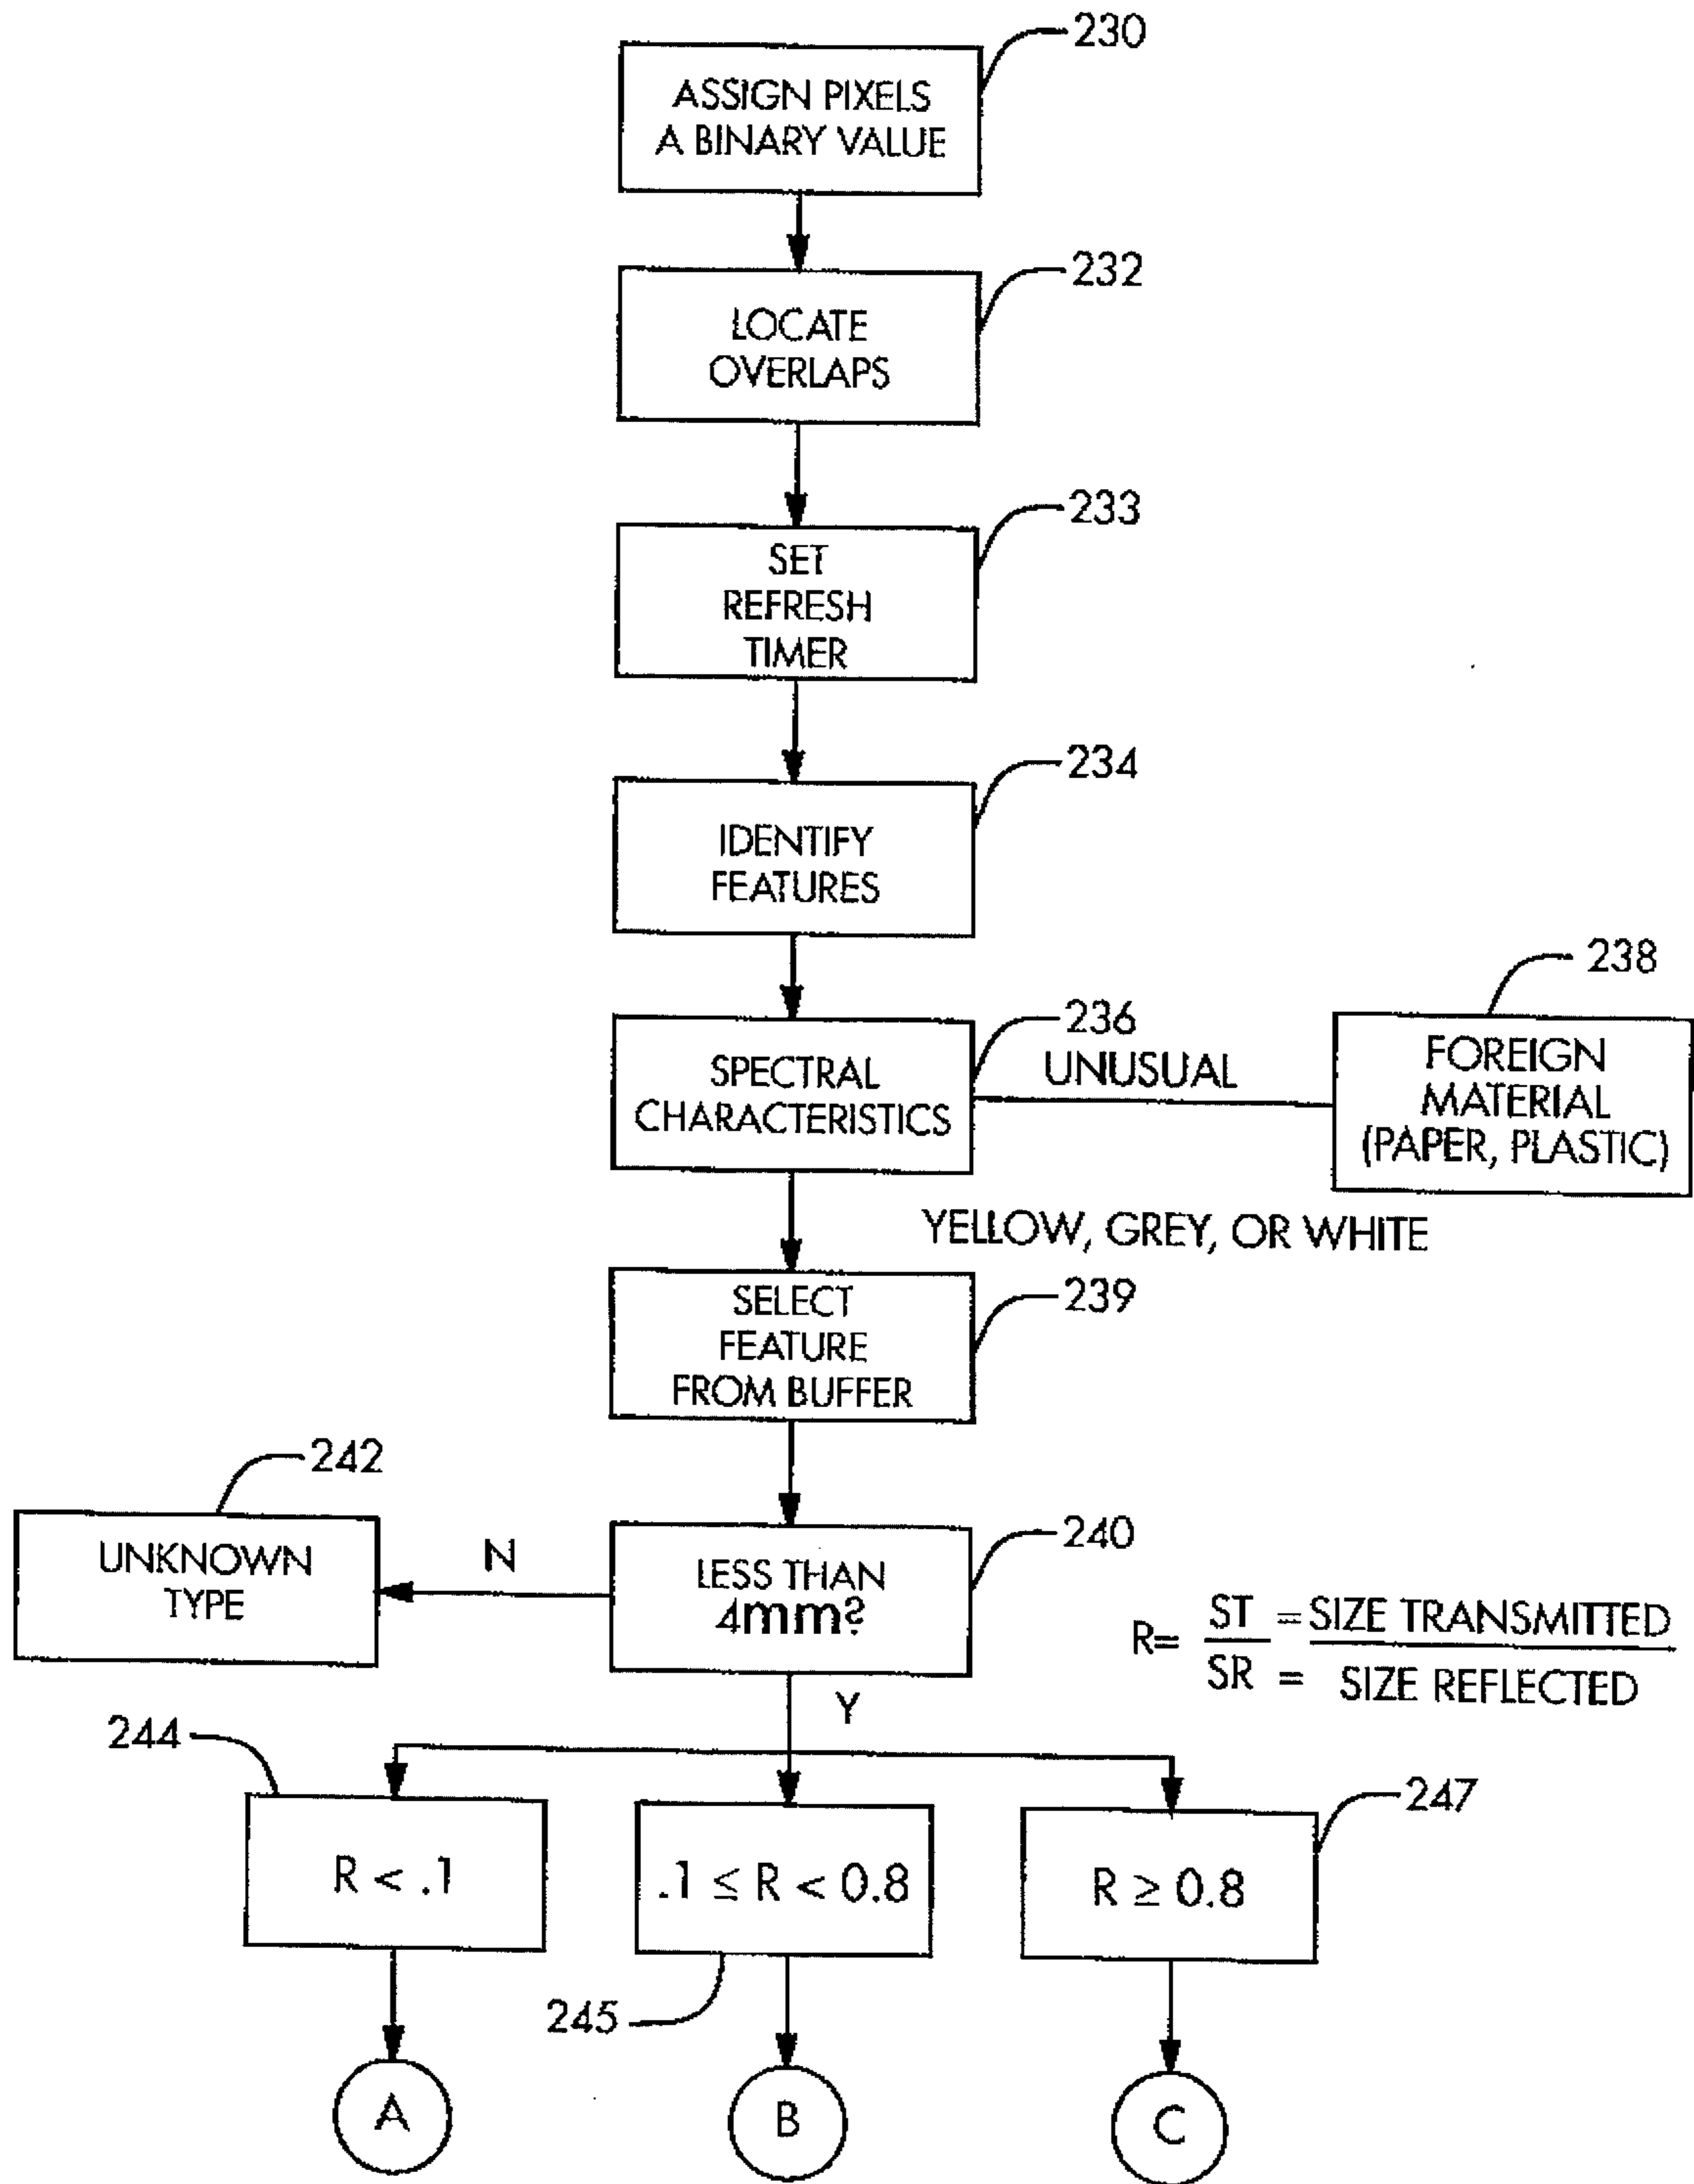 230
ASSIGN PIXELS
A BINARY VALUE
232
LOCATE
OVERLAPS
233
SET
REFRESH
TIMER
234
IDENTIFY
FEATURES
238
236
SPECTRAL
CHARACTERISTICS
UNUSUAL
FOREIGN
MATERIAL
(PAPER, PLASTIC)
YELLOW, GREY, OR WHITE
239
SELECT
FEATURE
FROM BUFFER
242
UNKNOWN
TYPE
N
240
LESS THAN
4mm?
R= ST = SIZE TRANSMITTED
SR = SIZE REFLECTED
Y
244
R < .1
.1 ≤ R < 0.8
247
R ≥ 0.8
245
A
B
C